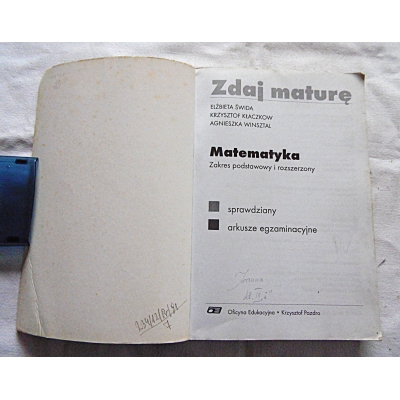 Zdaj maturę
ELŻBIETA ŚWIDA
KRZYSZTOF KŁACZKOW
AGNIESZKA WINSZTAL
Matematyka
Zakres podstawowy i rozszerzony
sprawdziany
arkusze egzaminacyjne
OE Oficyna Edukacyjna • Krzysztof Pazdro